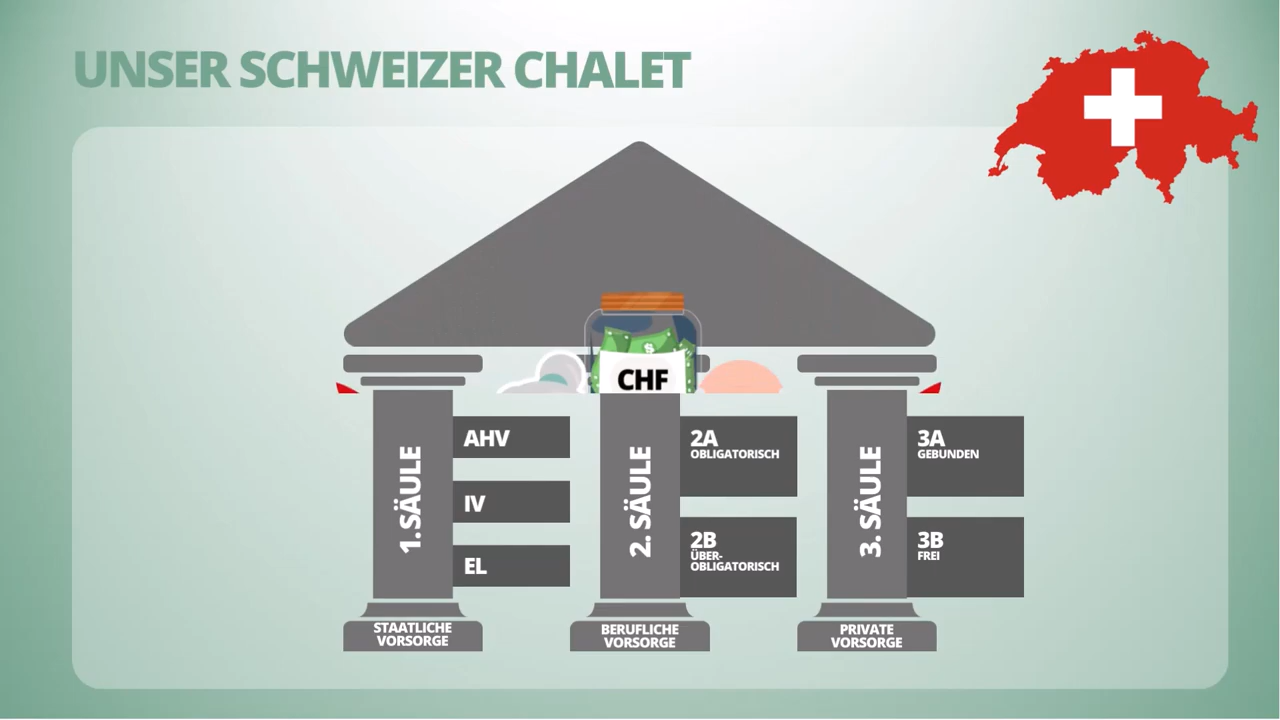 UNSER SCHWEIZER CHALET
CHF
1. SÄULE
AHV
IV
EL
STAATLICHE
VORSORGE
2. SÄULE
2A
OBLIGATORISCH
2B
ÜBER-
OBLIGATORISCH
BERUFLICHE
VORSORGE
3. SÄULE
3A
GEBUNDEN
3B
FREI
PRIVATE
VORSORGE